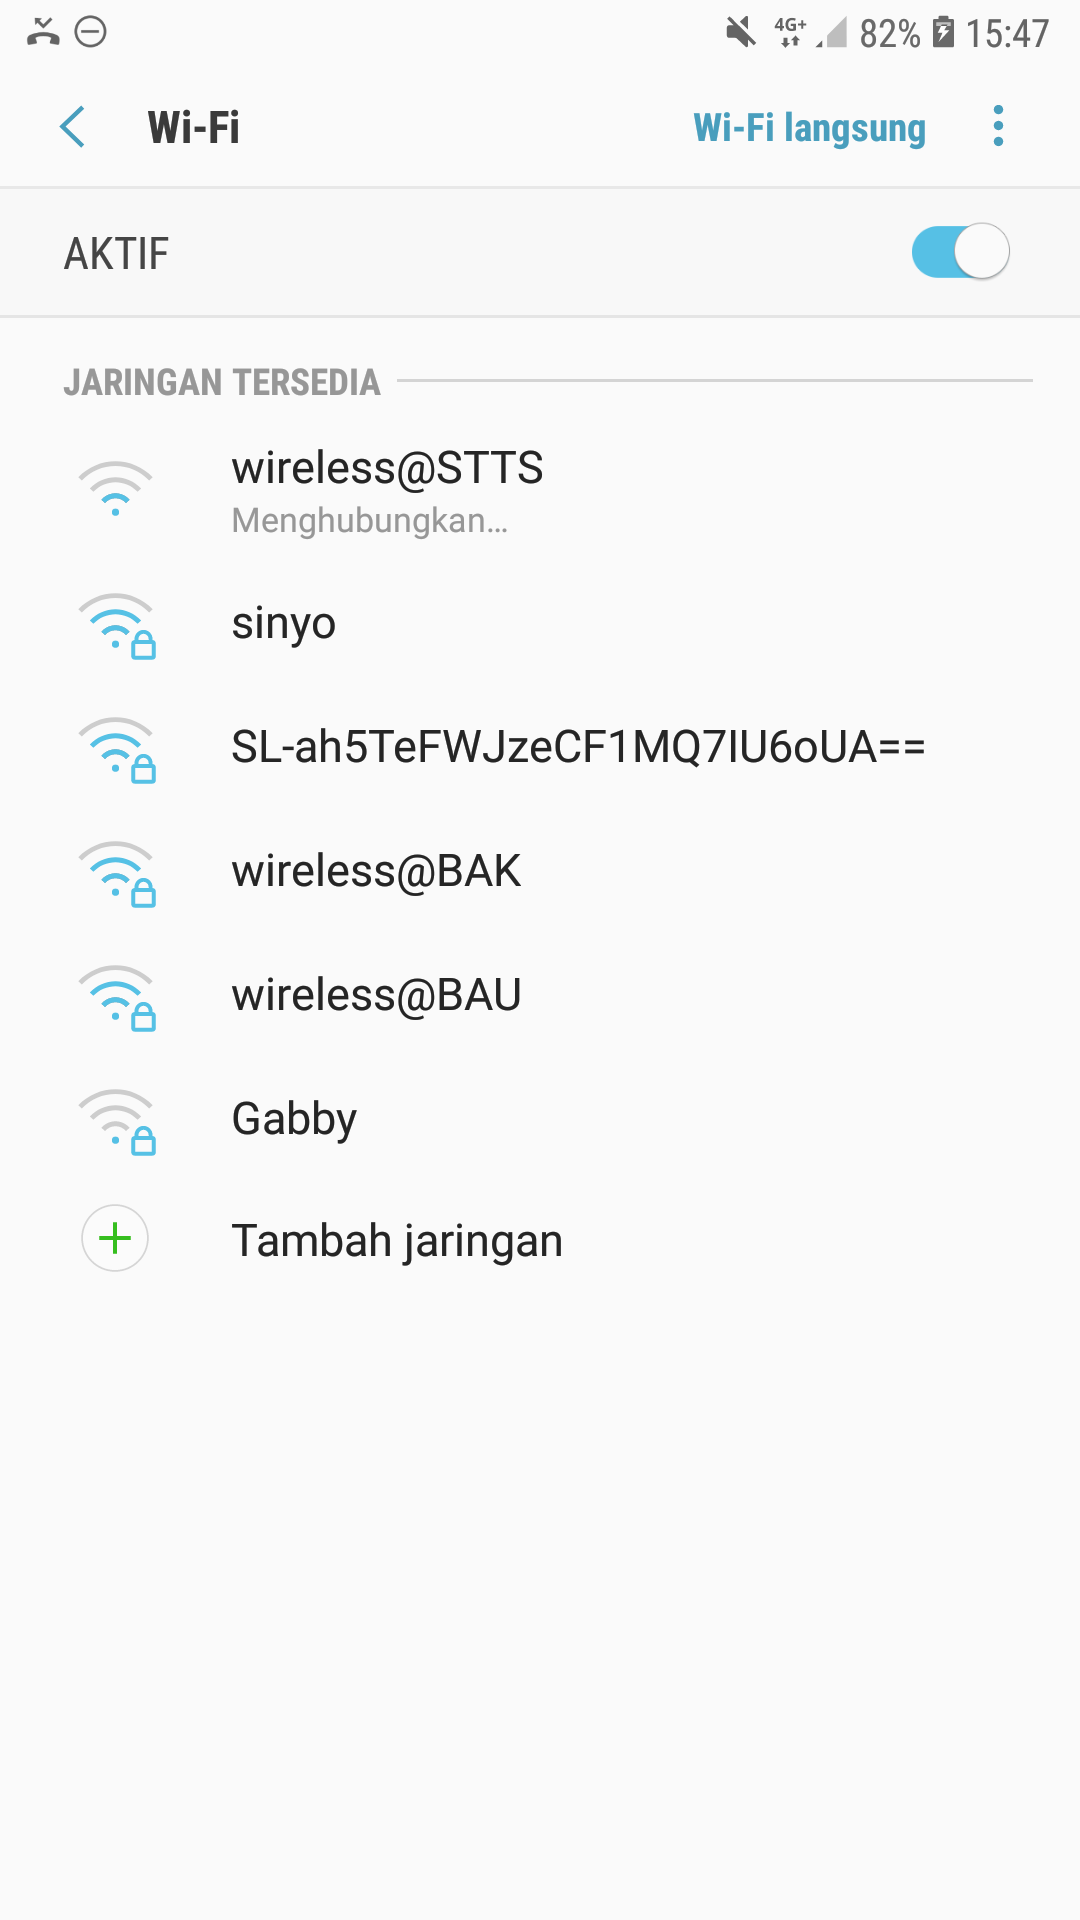 4G+ 82% 15:47
Wi-Fi Wi-Fi langsung
AKTIF
JARINGAN TERSEDIA
wireless@STTS
Menghubungkan...
sinyo
SL-ah5TeFWJzeCF1MQ7IU6oUA==
wireless@BAK
wireless@BAU
Gabby
Tambah jaringan